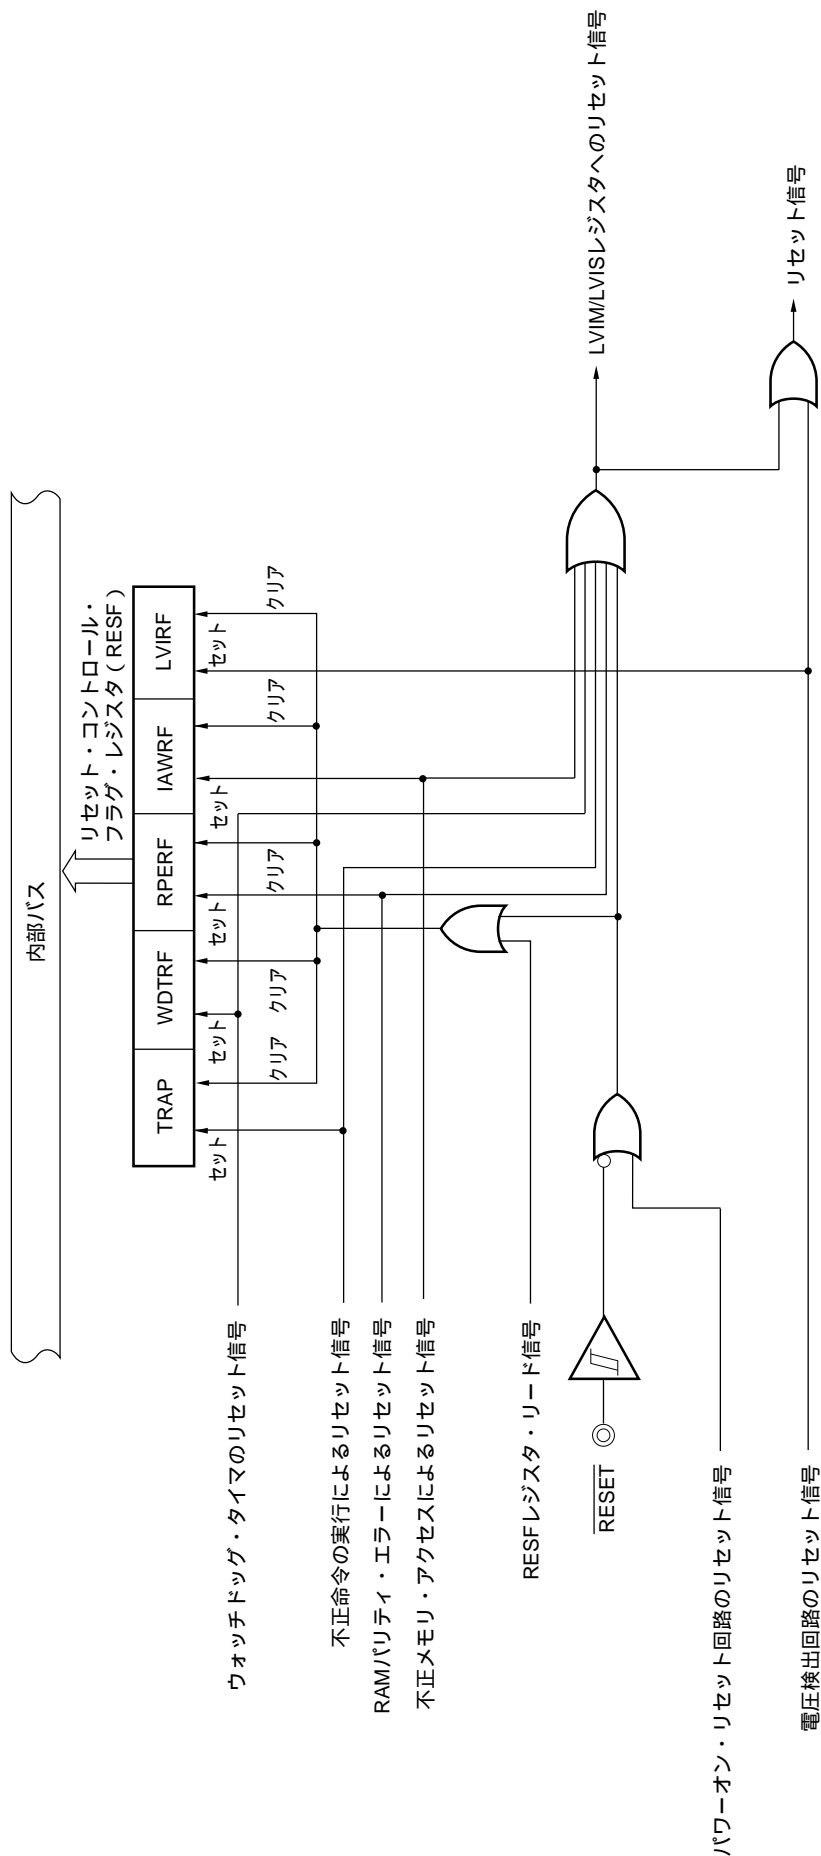 内部バス
リセット・コントロール・
フラグ・レジスタ（RESF）
TRAP
WDTRF
RPERF
IAWRF
LVIRF
セット
クリア
セット
クリア
セット
クリア
セット
クリア
セット
クリア
ウォッチドッグ・タイマのリセット信号
不正命令の実行によるリセット信号
RAMパリティ・エラーによるリセット信号
不正メモリ・アクセスによるリセット信号
RESFレジスタ・リード信号
RESET
パワーオン・リセット回路のリセット信号
電圧検出回路のリセット信号
LVIM/LVISレジスタへのリセット信号
リセット信号